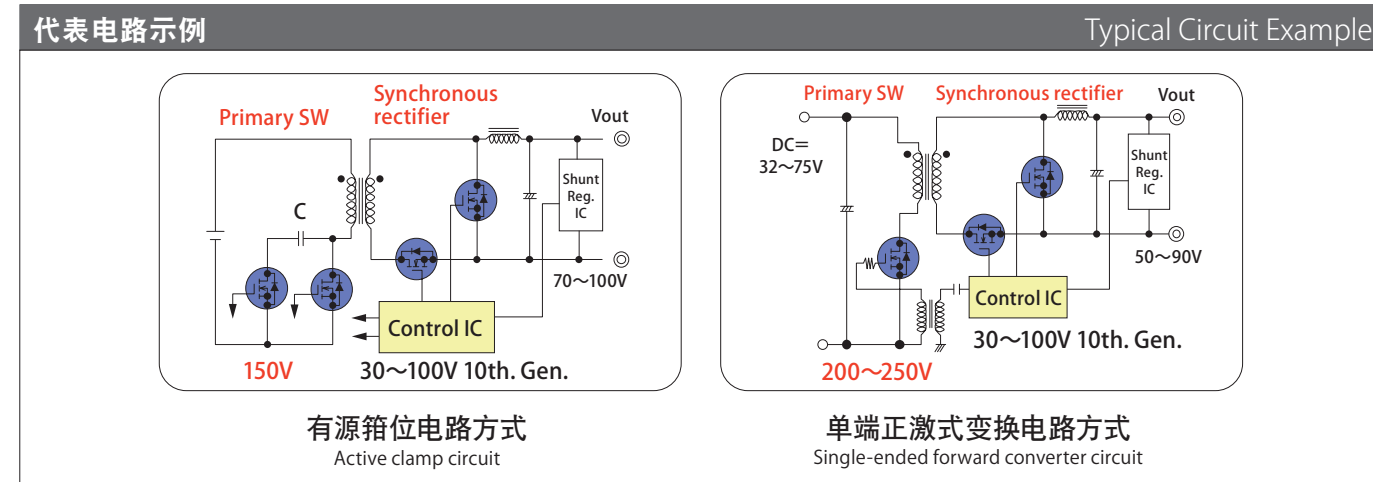 代表电路示例
Typical Circuit Example
Primary SW
Synchronous
rectifier
Vout
C
Shunt
Reg.
IC
70～100V
Control IC
150V
30～100V 10th. Gen.
有源箝位电路方式
Active clamp circuit
Primary SW
Synchronous rectifier
Vout
DC=
32～75V
Shunt
Reg.
IC
50～90V
Control IC
30～100V 10th. Gen.
200～250V
单端正激式变换电路方式
Single-ended forward converter circuit